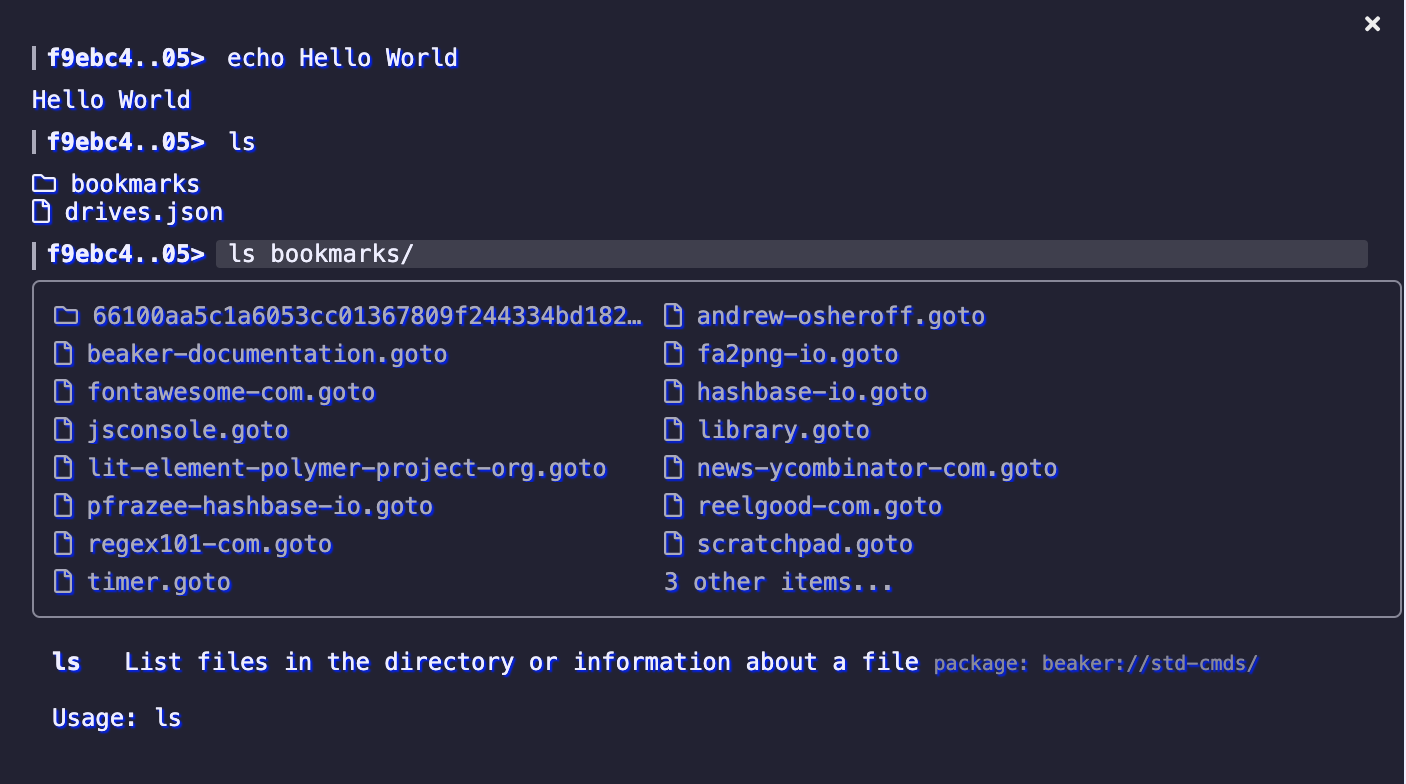 f9ebc4..05> echo Hello World
Hello World
f9ebc4..05> ls
bookmarks
drives.json
f9ebc4..05> ls bookmarks/
66100aa5c1a6053cc01367809f244334bd182… andrew-osheroff.goto
beaker-documentation.goto fa2png-io.goto
fontawesome-com.goto hashbase-io.goto
jsconsole.goto library.goto
lit-element-polymer-project-org.goto news-ycombinator-com.goto
pfrazee-hashbase-io.goto reelgood-com.goto
regex101-com.goto scratchpad.goto
timer.goto 3 other items...
ls List files in the directory or information about a file package: beaker://std-cmds/
Usage: ls